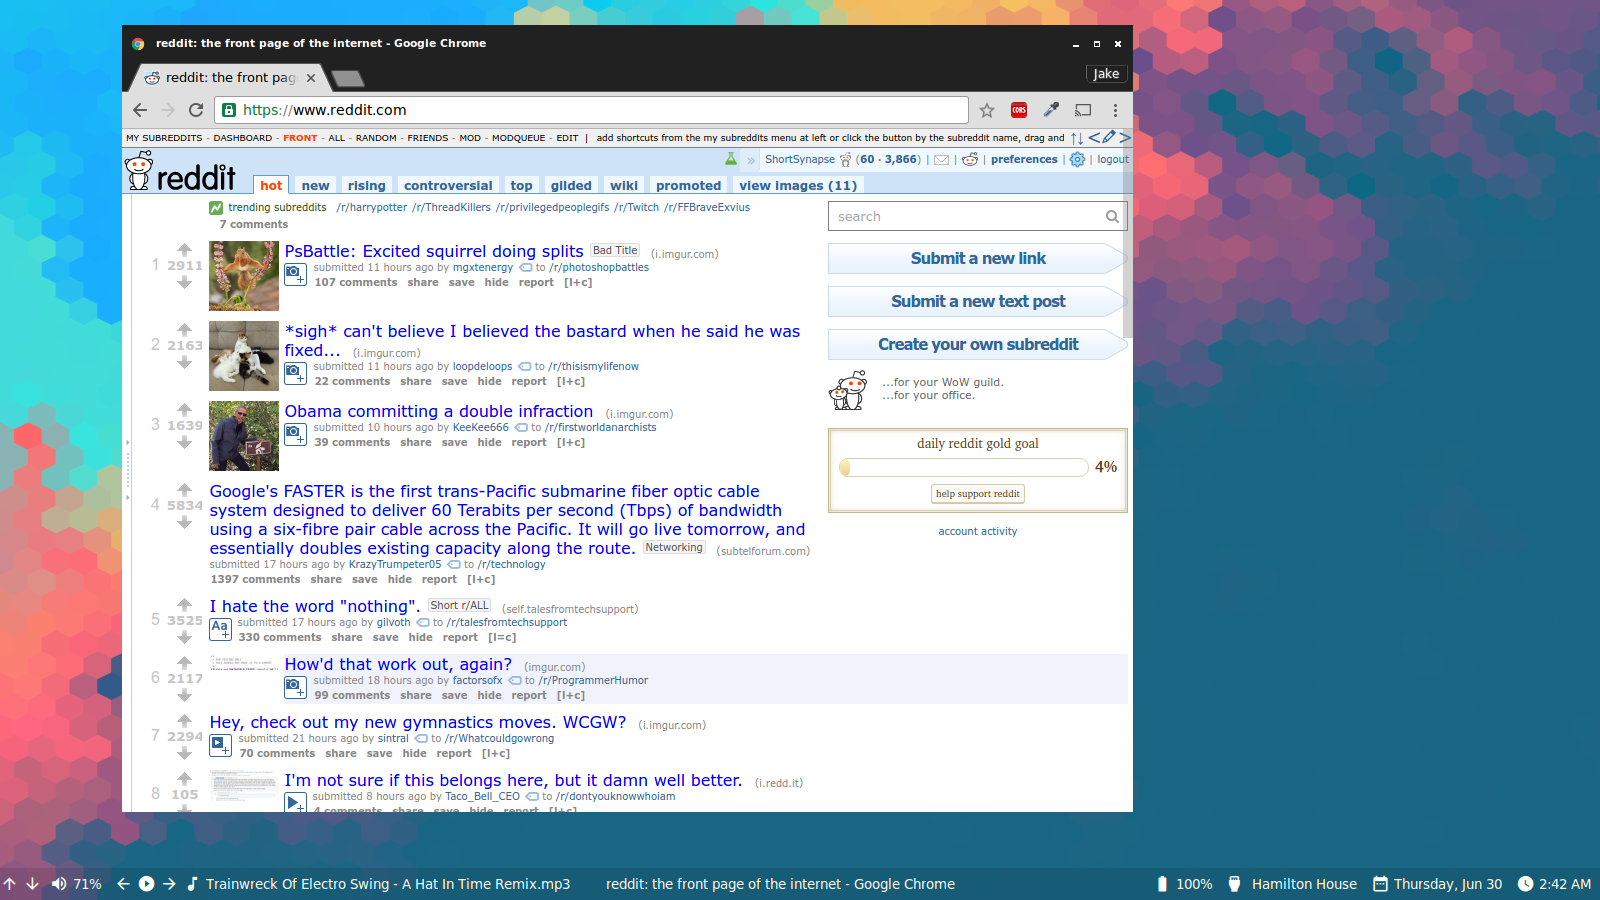 reddit: the front page of the internet - Google Chrome
reddit: the front pag
Jake
https://www.reddit.com
CORS
MY SUBREDDITS - DASHBOARD - FRONT - ALL - RANDOM - FRIENDS - MOD - MODQUEUE - EDIT | add shortcuts from the my subreddits menu at left or click the button by the subreddit name, drag and
ShortSynapse (60 · 3,866) | | | preferences | | logout
reddit hot new rising controversial top gilded wiki promoted view images (11)
trending subreddits /r/harrypotter /r/ThreadKillers /r/privilegedpeoplegifs /r/Twitch /r/FFBraveExvius
7 comments
search
Submit a new link
Submit a new text post
Create your own subreddit
...for your WoW guild.
...for your office.
daily reddit gold goal
4%
help support reddit
account activity
1 2911
PsBattle: Excited squirrel doing splits Bad Title (i.imgur.com)
submitted 11 hours ago by mgxtenergy to /r/photoshopbattles
107 comments share save hide report [l+c]
2 2163
*sigh* can't believe I believed the bastard when he said he was
fixed... (i.imgur.com)
submitted 11 hours ago by loopdeloops to /r/thisismylifenow
22 comments share save hide report [l+c]
3 1639
Obama committing a double infraction (i.imgur.com)
submitted 10 hours ago by KeeKee666 to /r/firstworldanarchists
39 comments share save hide report [l+c]
4 5834
Google's FASTER is the first trans-Pacific submarine fiber optic cable
system designed to deliver 60 Terabits per second (Tbps) of bandwidth
using a six-fibre pair cable across the Pacific. It will go live tomorrow, and
essentially doubles existing capacity along the route. Networking (subtelforum.com)
submitted 17 hours ago by KrazyTrumpeter05 to /r/technology
1397 comments share save hide report [l+c]
5 3525
I hate the word "nothing". Short r/ALL (self.talesfromtechsupport)
Aa submitted 17 hours ago by gilvoth to /r/talesfromtechsupport
330 comments share save hide report [l=c]
6 2117
How'd that work out, again? (imgur.com)
submitted 18 hours ago by factorsofx to /r/ProgrammerHumor
99 comments share save hide report [l+c]
7 2294
Hey, check out my new gymnastics moves. WCGW? (i.imgur.com)
submitted 21 hours ago by sintral to /r/Whatcouldgowrong
70 comments share save hide report [l+c]
8 105
I'm not sure if this belongs here, but it damn well better. (i.redd.it)
submitted 8 hours ago by Taco_Bell_CEO to /r/dontyouknowwhoiam
4 comments share save hide report [l+c]
71% Trainwreck Of Electro Swing - A Hat In Time Remix.mp3 reddit: the front page of the internet - Google Chrome 100% Hamilton House Thursday, Jun 30 2:42 AM